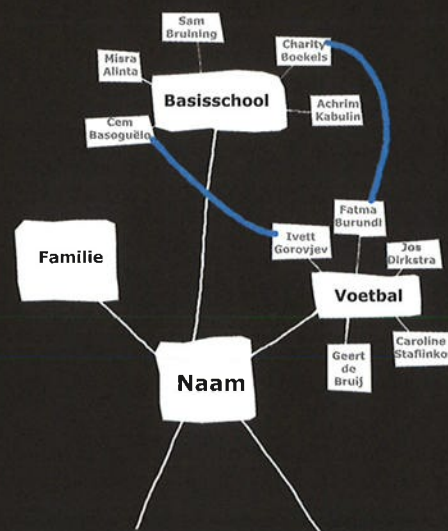 Sam
Bruining
Charity
Boekels
Misra
Alinta
Basisschool
Achrim
Kabulin
Cem
Basoguëlo
Fatma
Burundi
Ivett
Gorovjev
Jos
Dirkstra
Familie
Voetbal
Caroline
Staflinko
Geert
de
Bruij
Naam